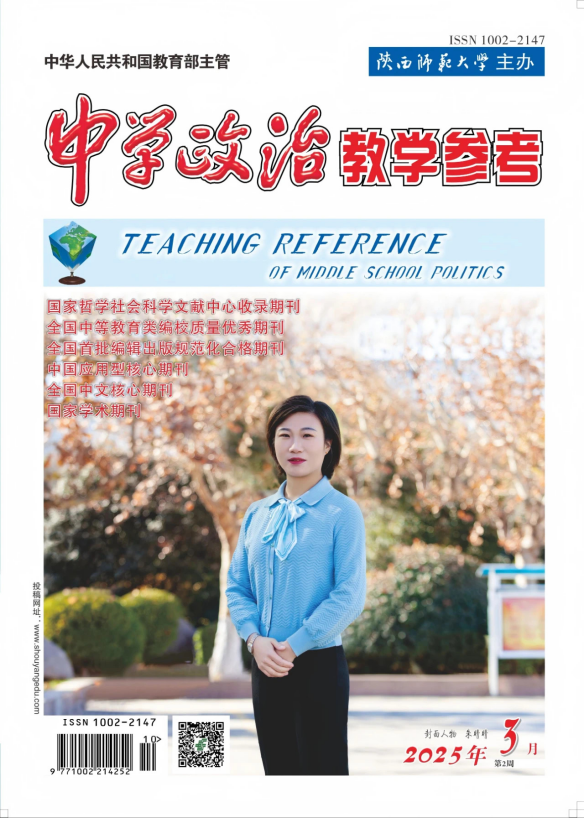 ISSN 1002-2147
中华人民共和国教育部主管
陕西师范大学 主办
中学政治教学参考
TEACHING REFERENCE
OF MIDDLE SCHOOL POLITICS
国家哲学社会科学文献中心收录期刊
全国中等教育类编校质量优秀期刊
全国首批编辑出版规范化合格期刊
中国应用型核心期刊
全国中文核心期刊
国家学术期刊
投稿网址：www.shouyangedu.com
ISSN 1002-2147
10>
9 771002 214252
封面人物 朱晴晴
2025年 3月
第2周